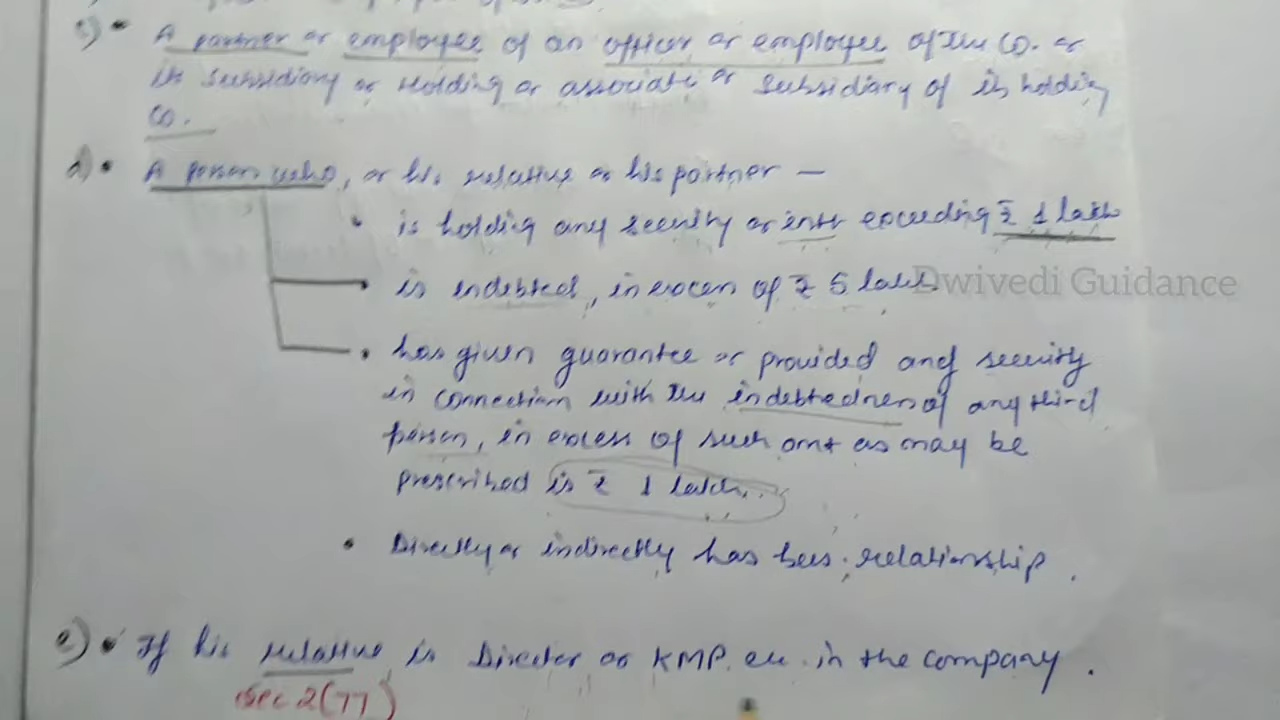 c) • A partner or employee of an officer or employee of the CO. or
its subsidiary or Holding or associate or subsidiary of its holding
CO.
d) • A person who, or his relative or his partner —
• is holding any security or intr exceeding ₹ 1 lakh
• is indebted, in excess of ₹ 5 lakh.
Dwivedi Guidance
• has given guarantee or provided any security
in connection with the indebtedness of any third
person, in excess of such amt as may be
prescribed is ₹ 1 lakh.
• Directly or indirectly has bus. relationship.
e) • If his relative is Director or KMP. etc. in the company.
Sec 2(77)